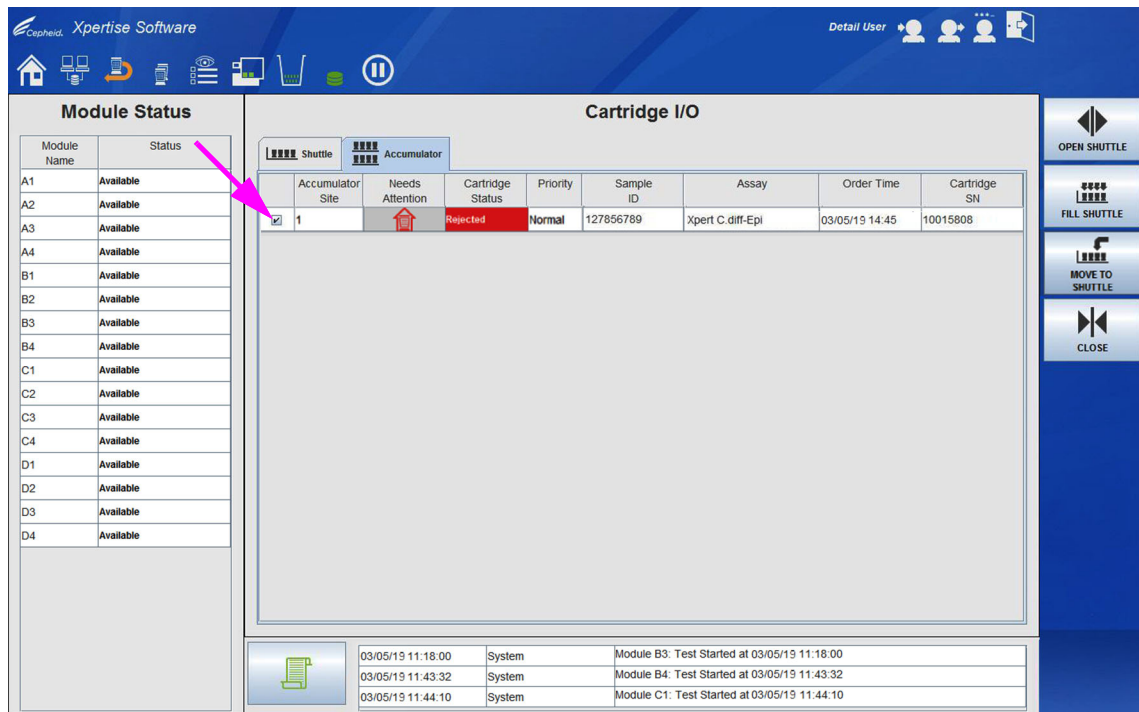 Cepheid. Xpertise Software
Detail User
Module Status
Module Name Status
A1 Available
A2 Available
A3 Available
A4 Available
B1 Available
B2 Available
B3 Available
B4 Available
C1 Available
C2 Available
C3 Available
C4 Available
D1 Available
D2 Available
D3 Available
D4 Available
Cartridge I/O
Shuttle Accumulator
Accumulator Site Needs Attention Cartridge Status Priority Sample ID Assay Order Time Cartridge SN
1 Rejected Normal 127856789 Xpert C.diff-Epi 03/05/19 14:45 10015808
03/05/19 11:18:00 System Module B3: Test Started at 03/05/19 11:18:00
03/05/19 11:43:32 System Module B4: Test Started at 03/05/19 11:43:32
03/05/19 11:44:10 System Module C1: Test Started at 03/05/19 11:44:10
OPEN SHUTTLE
FILL SHUTTLE
MOVE TO
SHUTTLE
CLOSE